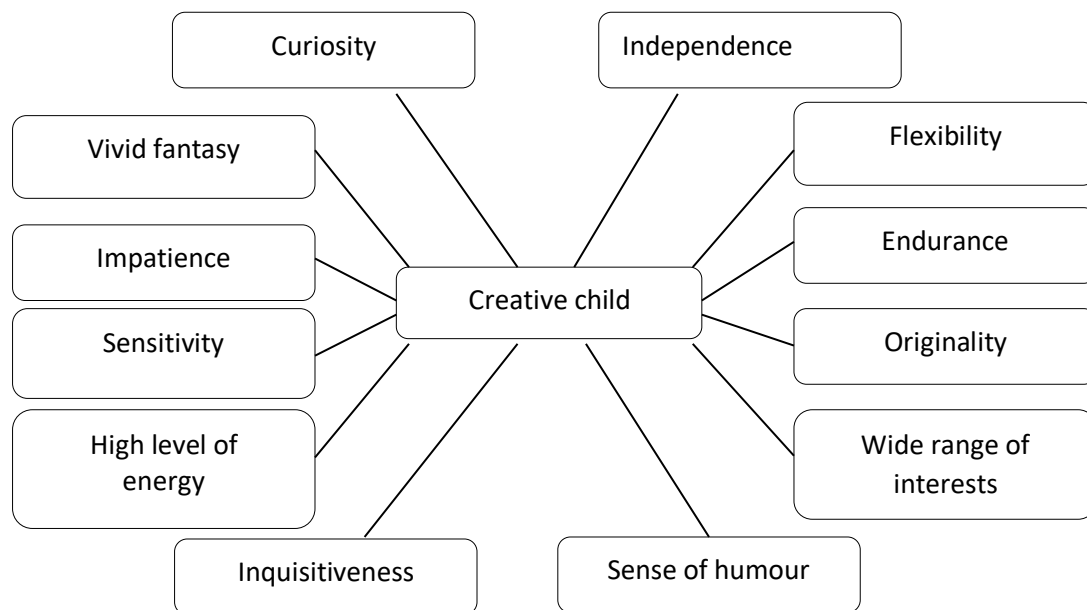 Curiosity
Independence
Vivid fantasy
Flexibility
Impatience
Endurance
Creative child
Sensitivity
Originality
High level of
energy
Wide range of
interests
Inquisitiveness
Sense of humour